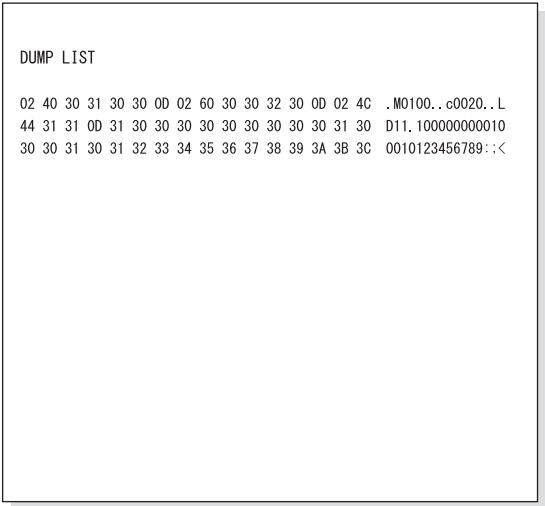 DUMP LIST
02 40 30 31 30 30 0D 02 60 30 30 32 30 0D 02 4C .M0100..c0020..L
44 31 31 0D 31 30 30 30 30 30 30 30 30 30 31 30 D11.100000000010
30 30 31 30 31 32 33 34 35 36 37 38 39 3A 3B 3C 0010123456789:;<